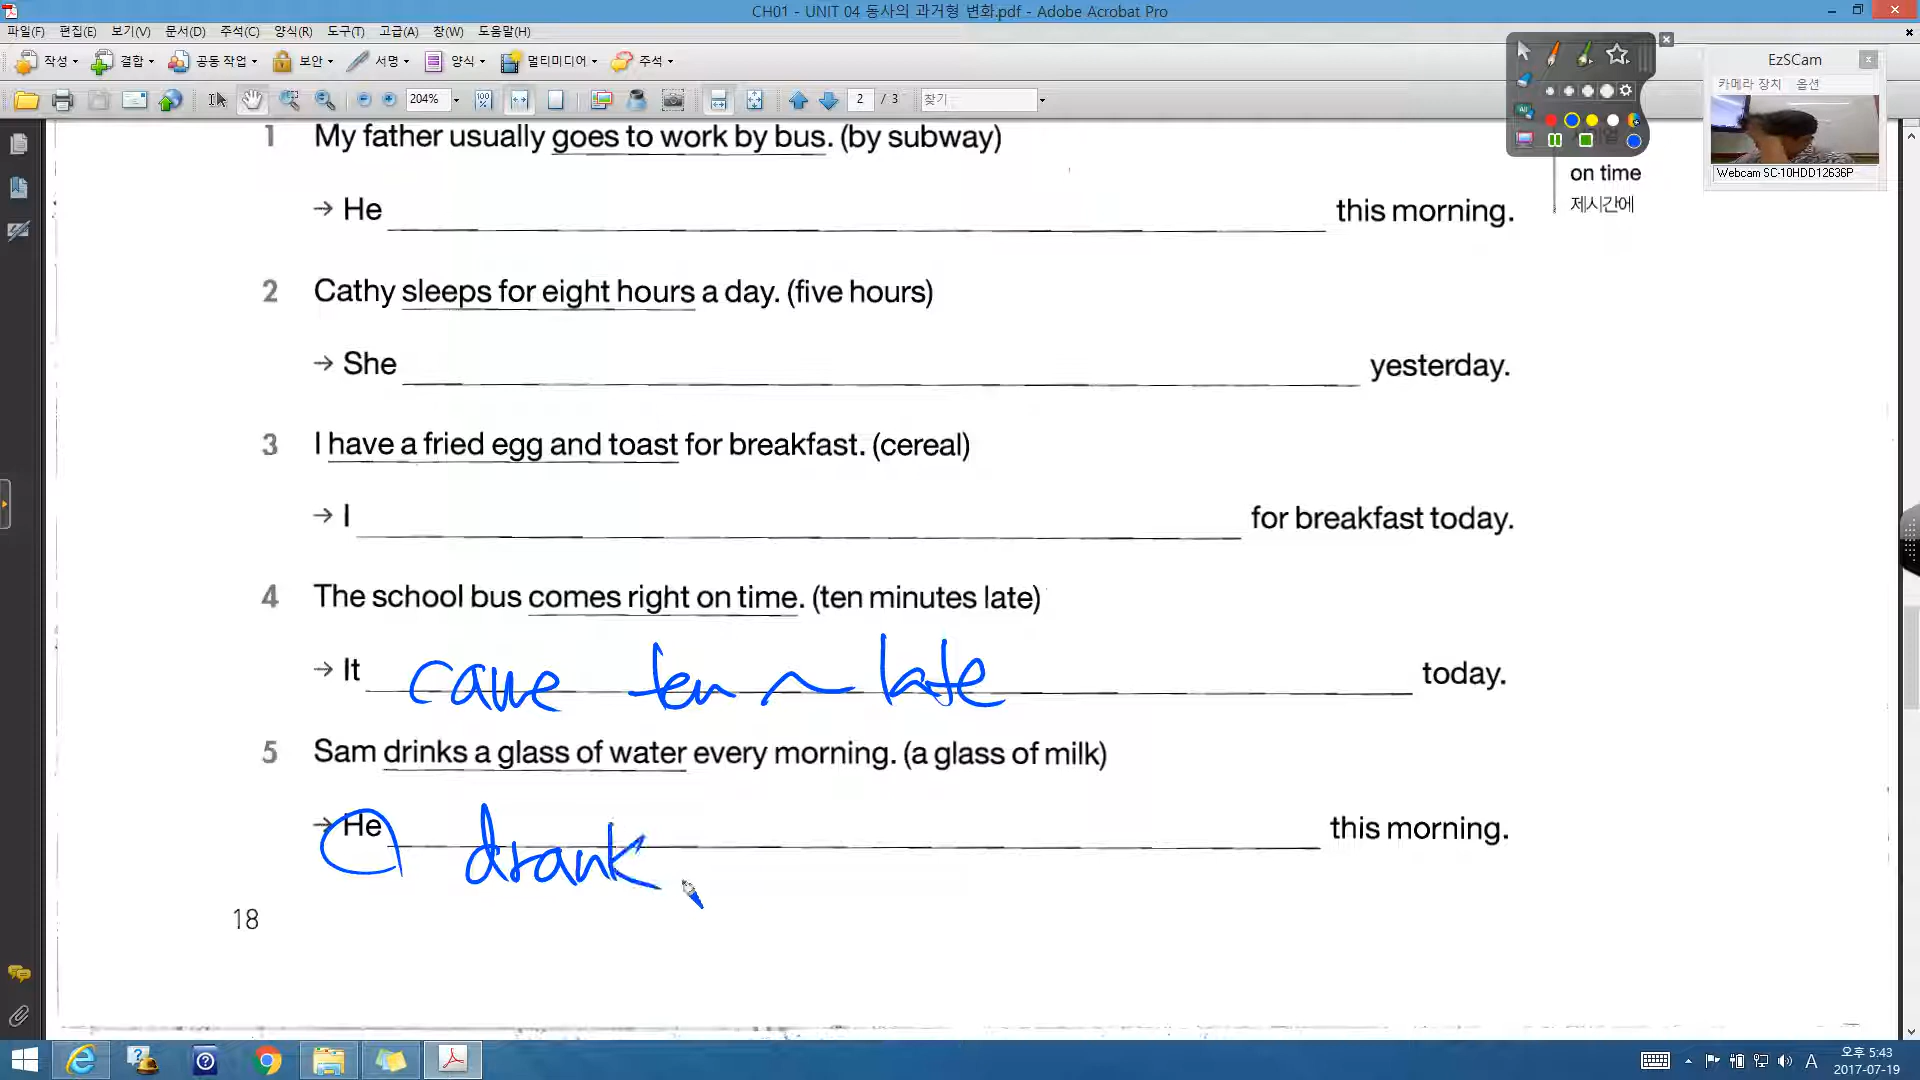 CH01 - UNIT 04 동사의 과거형 변화.pdf - Adobe Acrobat Pro
파일(F) 편집(E) 보기(V) 문서(D) 주석(C) 양식(R) 도구(T) 고급(A) 창(W) 도움말(H)
작성 결합 공동 작업 보안 서명 양식 멀티미디어 주석
204% 2 / 3 찾기
EzSCam
카메라 장치 옵션
Webcam SC-10HDD12636P
on time
제시간에
1 My father usually goes to work by bus. (by subway)
→ He this morning.
2 Cathy sleeps for eight hours a day. (five hours)
→ She yesterday.
3 I have a fried egg and toast for breakfast. (cereal)
→ I for breakfast today.
4 The school bus comes right on time. (ten minutes late)
→ It came ten ~ late today.
5 Sam drinks a glass of water every morning. (a glass of milk)
→ He drank this morning.
18
A 오후 5:43
2017-07-19